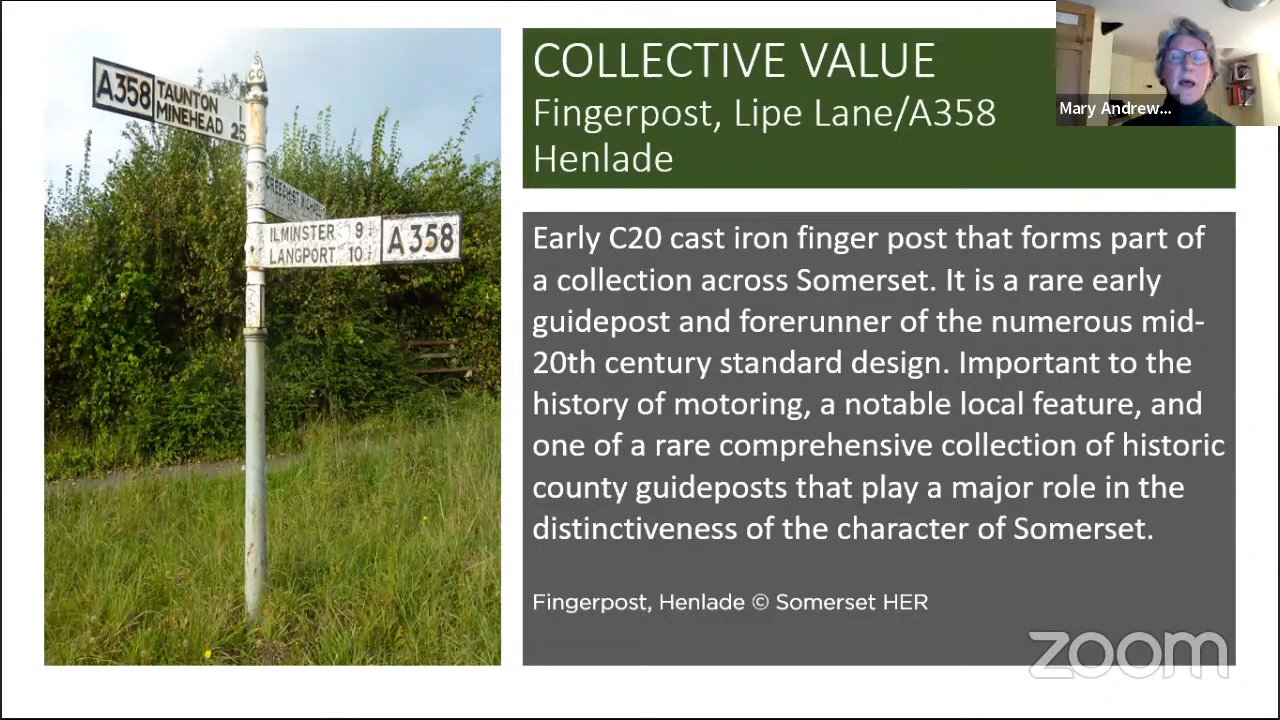 COLLECTIVE VALUE
Fingerpost, Lipe Lane/A358
Henlade
Mary Andrew...
Early C20 cast iron finger post that forms part of
a collection across Somerset. It is a rare early
guidepost and forerunner of the numerous mid-
20th century standard design. Important to the
history of motoring, a notable local feature, and
one of a rare comprehensive collection of historic
county guideposts that play a major role in the
distinctiveness of the character of Somerset.
Fingerpost, Henlade © Somerset HER
zoom
A358 TAUNTON 1
MINEHEAD 25
ILMINSTER 9
LANGPORT 10
A358